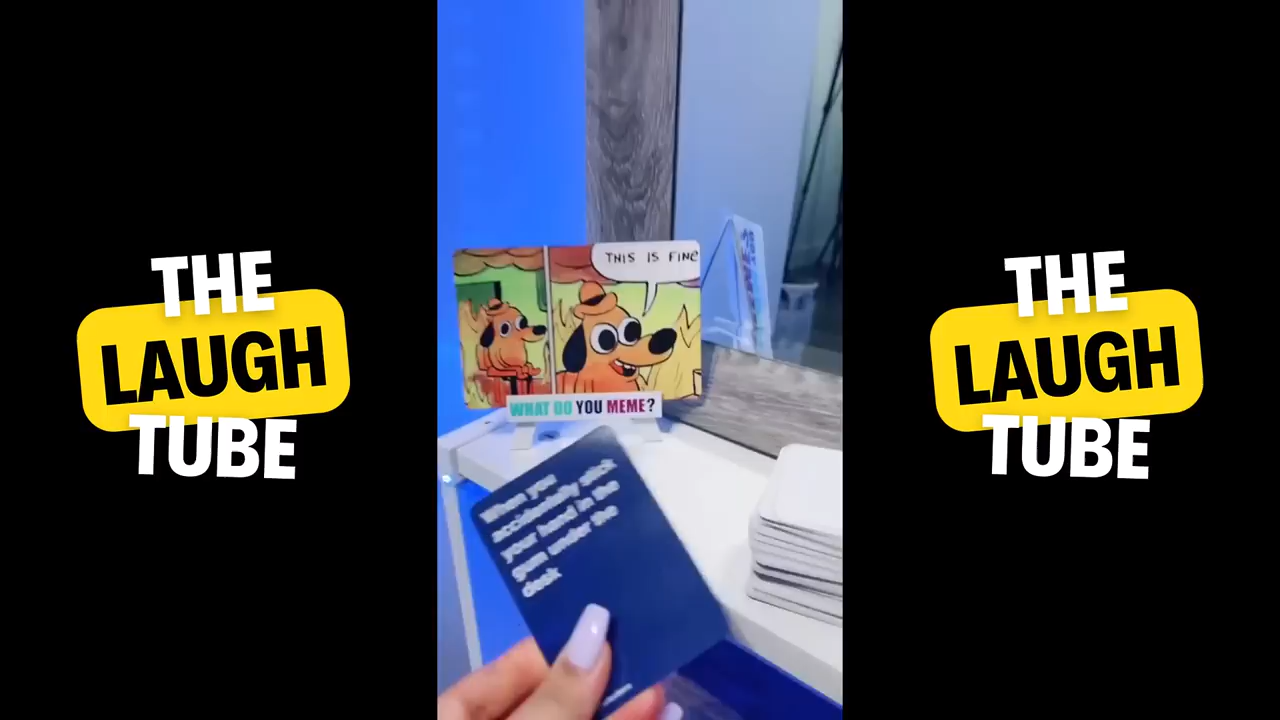 THE
LAUGH
TUBE
THIS IS FINE
WHAT DO YOU MEME?
When you
accidentally stick
your hand in the
gum under the
desk
THE
LAUGH
TUBE